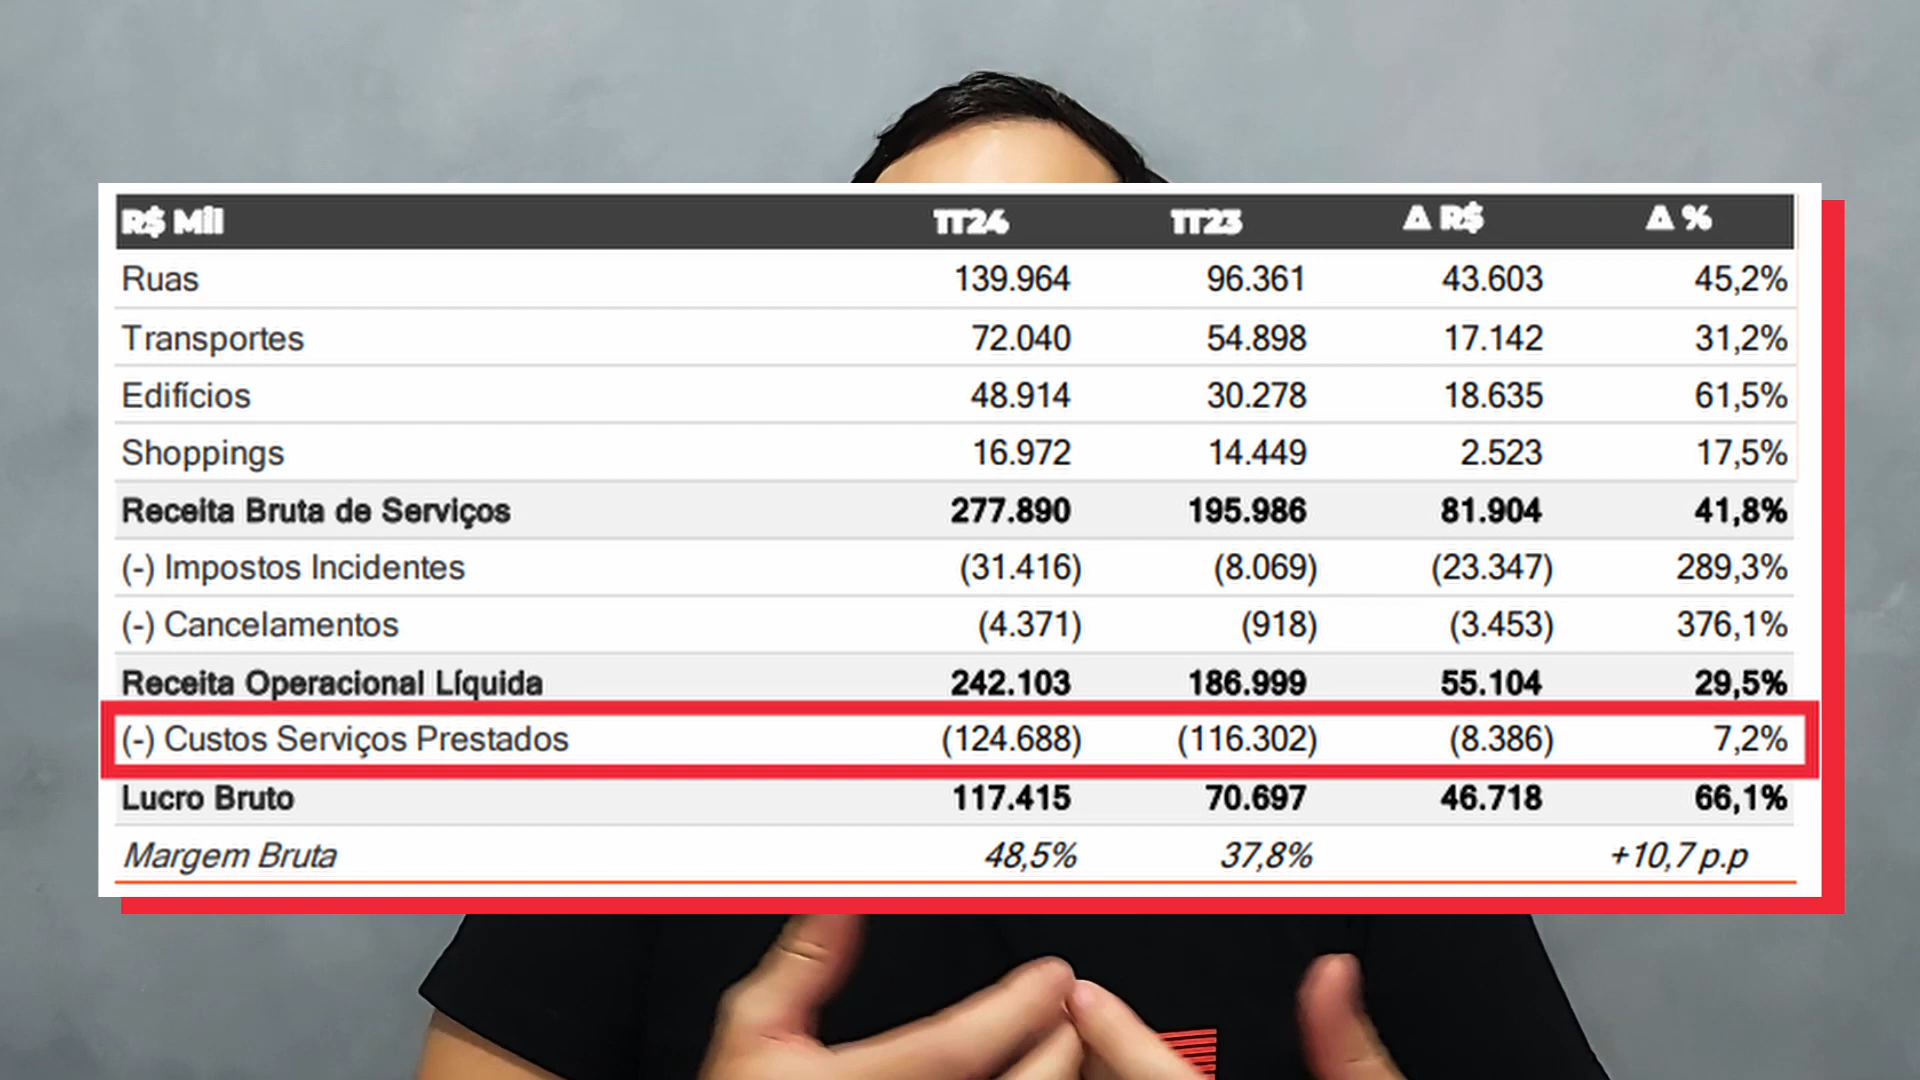 R$ Mil 1T24 1T23 Δ R$ Δ %
Ruas 139.964 96.361 43.603 45,2%
Transportes 72.040 54.898 17.142 31,2%
Edifícios 48.914 30.278 18.635 61,5%
Shoppings 16.972 14.449 2.523 17,5%
Receita Bruta de Serviços 277.890 195.986 81.904 41,8%
(-) Impostos Incidentes (31.416) (8.069) (23.347) 289,3%
(-) Cancelamentos (4.371) (918) (3.453) 376,1%
Receita Operacional Líquida 242.103 186.999 55.104 29,5%
(-) Custos Serviços Prestados (124.688) (116.302) (8.386) 7,2%
Lucro Bruto 117.415 70.697 46.718 66,1%
Margem Bruta 48,5% 37,8% +10,7 p.p